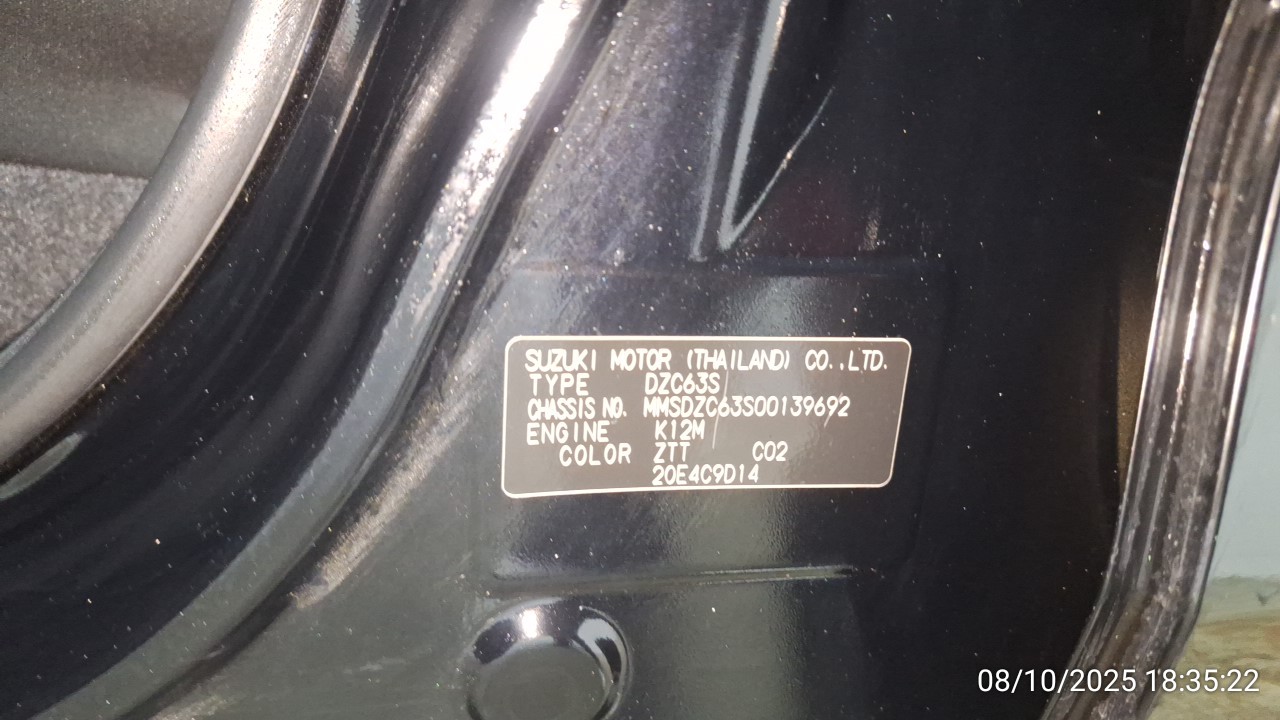 SUZUKI MOTOR (THAILAND) CO.,LTD.
TYPE DZC63S
CHASSIS NO. MMSDZC63S00139692
ENGINE K12M
COLOR ZTT C02
20E4C9D14
08/10/2025 18:35:22